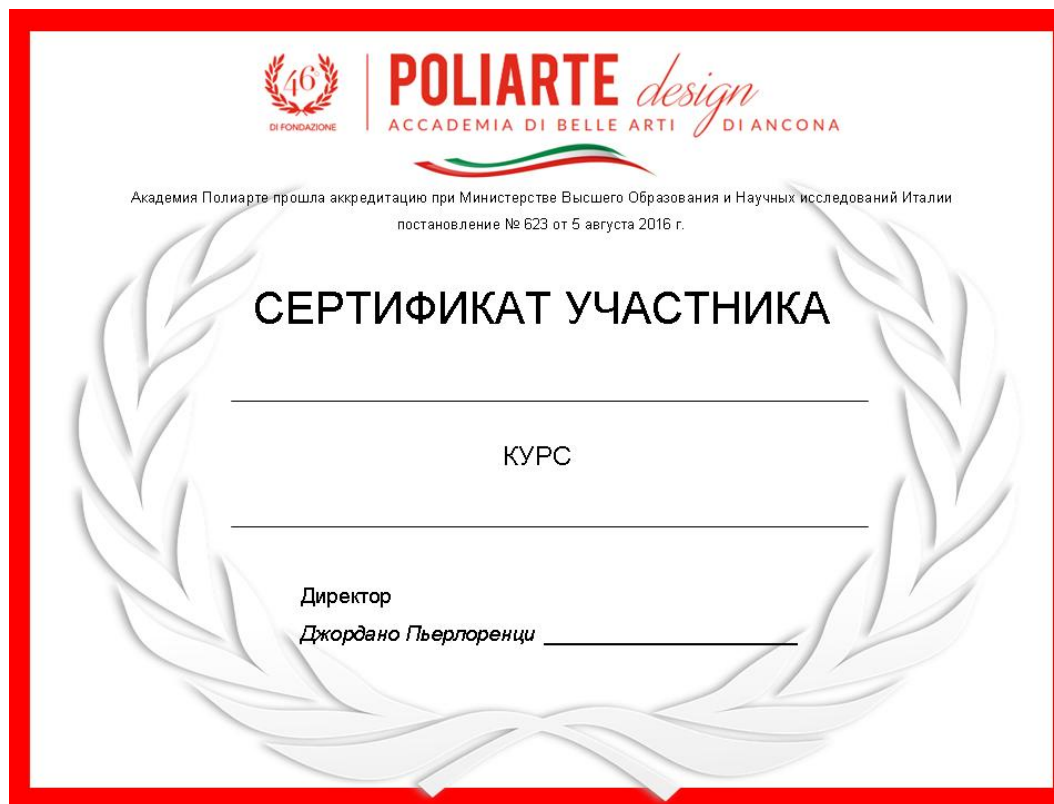 46°
DI FONDAZIONE
POLIARTE design
ACCADEMIA DI BELLE ARTI DI ANCONA
Академия Полиарте прошла аккредитацию при Министерстве Высшего Образования и Научных исследований Италии
постановление № 623 от 5 августа 2016 г.
СЕРТИФИКАТ УЧАСТНИКА
КУРС
Директор
Джордано Пьерлоренци